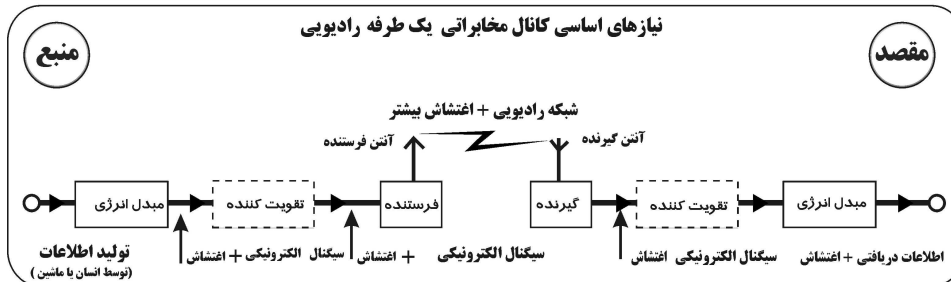 نیازهای اساسی کانال مخابراتی یک طرفه رادیویی
منبع
مقصد
شبکه رادیویی + اغتشاش بیشتر
آنتن فرستنده
آنتن گیرنده
مبدل انرژی
تقویت کننده
فرستنده
گیرنده
تقویت کننده
مبدل انرژی
تولید اطلاعات
(توسط انسان یا ماشین)
سیگنال الکترونیکی + اغتشاش
سیگنال الکترونیکی + اغتشاش
سیگنال الکترونیکی اغتشاش
اطلاعات دریافتی + اغتشاش